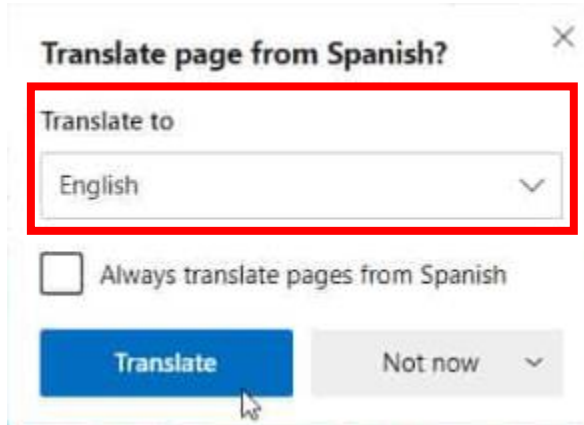 Translate page from Spanish?
Translate to
English
Always translate pages from Spanish
Translate
Not now